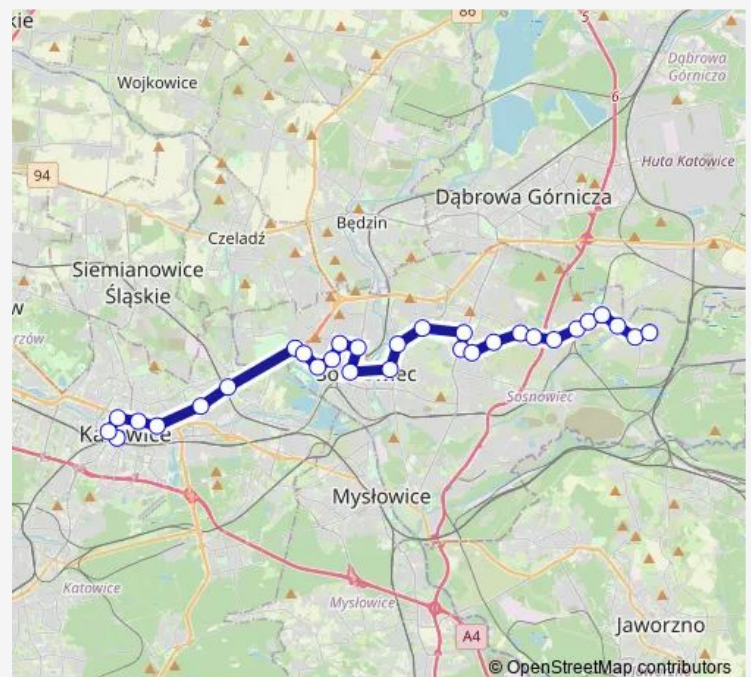 kie
86
5
Wojkowice
Dąbrowa
Górnicza
6
Huta Katowice
94
Dąbrowa Górnicza
Będzin
Czeladź
Siemianowice
Śląskie
Sosnowiec
Katowice
Mysłowice
Katowice
Mysłowice
Jaworzno
A4
© OpenStreetMap contributors